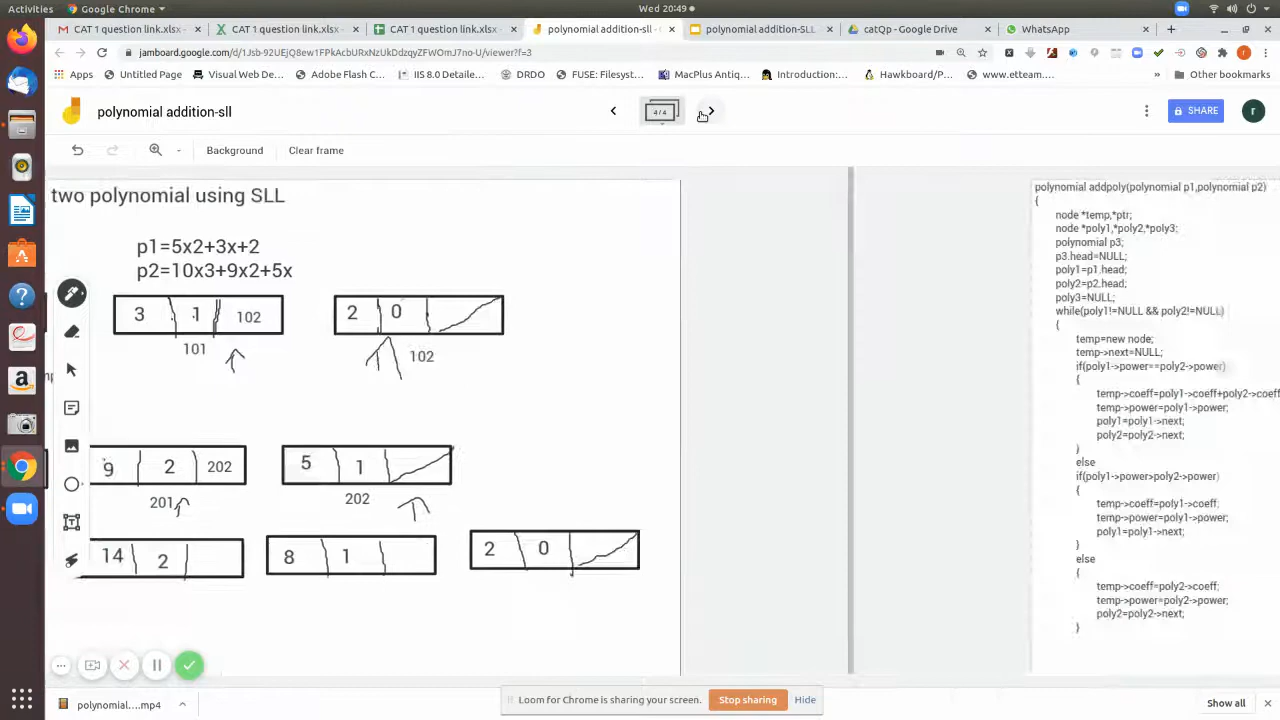 Activities
Google Chrome
Wed 20:49
CAT 1 question link.xlsx -
CAT 1 question link.xlsx -
CAT 1 question link.xlsx -
polynomial addition-sll -
polynomial addition-SLL
catQp - Google Drive
WhatsApp
jamboard.google.com/d/1Jsb-92UEjQ8ew1FPkAcbURxNzUkDdzqyZFWOmJ7no-U/viewer?f=3
Apps
Untitled Page
Visual Web De...
Adobe Flash C...
IIS 8.0 Detaile...
DRDO
FUSE: Filesyst...
MacPlus Antiq...
Introduction:...
Hawkboard/P...
www.etteam.c...
»
Other bookmarks
polynomial addition-sll
4/4
SHARE
r
Background
Clear frame
two polynomial using SLL
p1=5x2+3x+2
p2=10x3+9x2+5x
3 1 102
101
2 0
102
9 2 202
201
5 1
202
14 2
8 1
2 0
polynomial addpoly(polynomial p1,polynomial p2)
{
node *temp,*ptr;
node *poly1,*poly2,*poly3;
polynomial p3;
p3.head=NULL;
poly1=p1.head;
poly2=p2.head;
poly3=NULL;
while(poly1!=NULL && poly2!=NULL)
{
temp=new node;
temp->next=NULL;
if(poly1->power==poly2->power)
{
temp->coeff=poly1->coeff+poly2->coeff
temp->power=poly1->power;
poly1=poly1->next;
poly2=poly2->next;
}
else
if(poly1->power>poly2->power)
{
temp->coeff=poly1->coeff;
temp->power=poly1->power;
poly1=poly1->next;
}
else
{
temp->coeff=poly2->coeff;
temp->power=poly2->power;
poly2=poly2->next;
}
Loom for Chrome is sharing your screen.
Stop sharing
Hide
polynomial....mp4
Show all